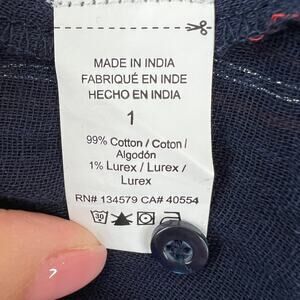 MADE IN INDIA
FABRIQUÉ EN INDE
HECHO EN INDIA
1
99% Cotton / Coton /
Algodón
1% Lurex / Lurex /
Lurex
RN# 134579 CA# 40554
30